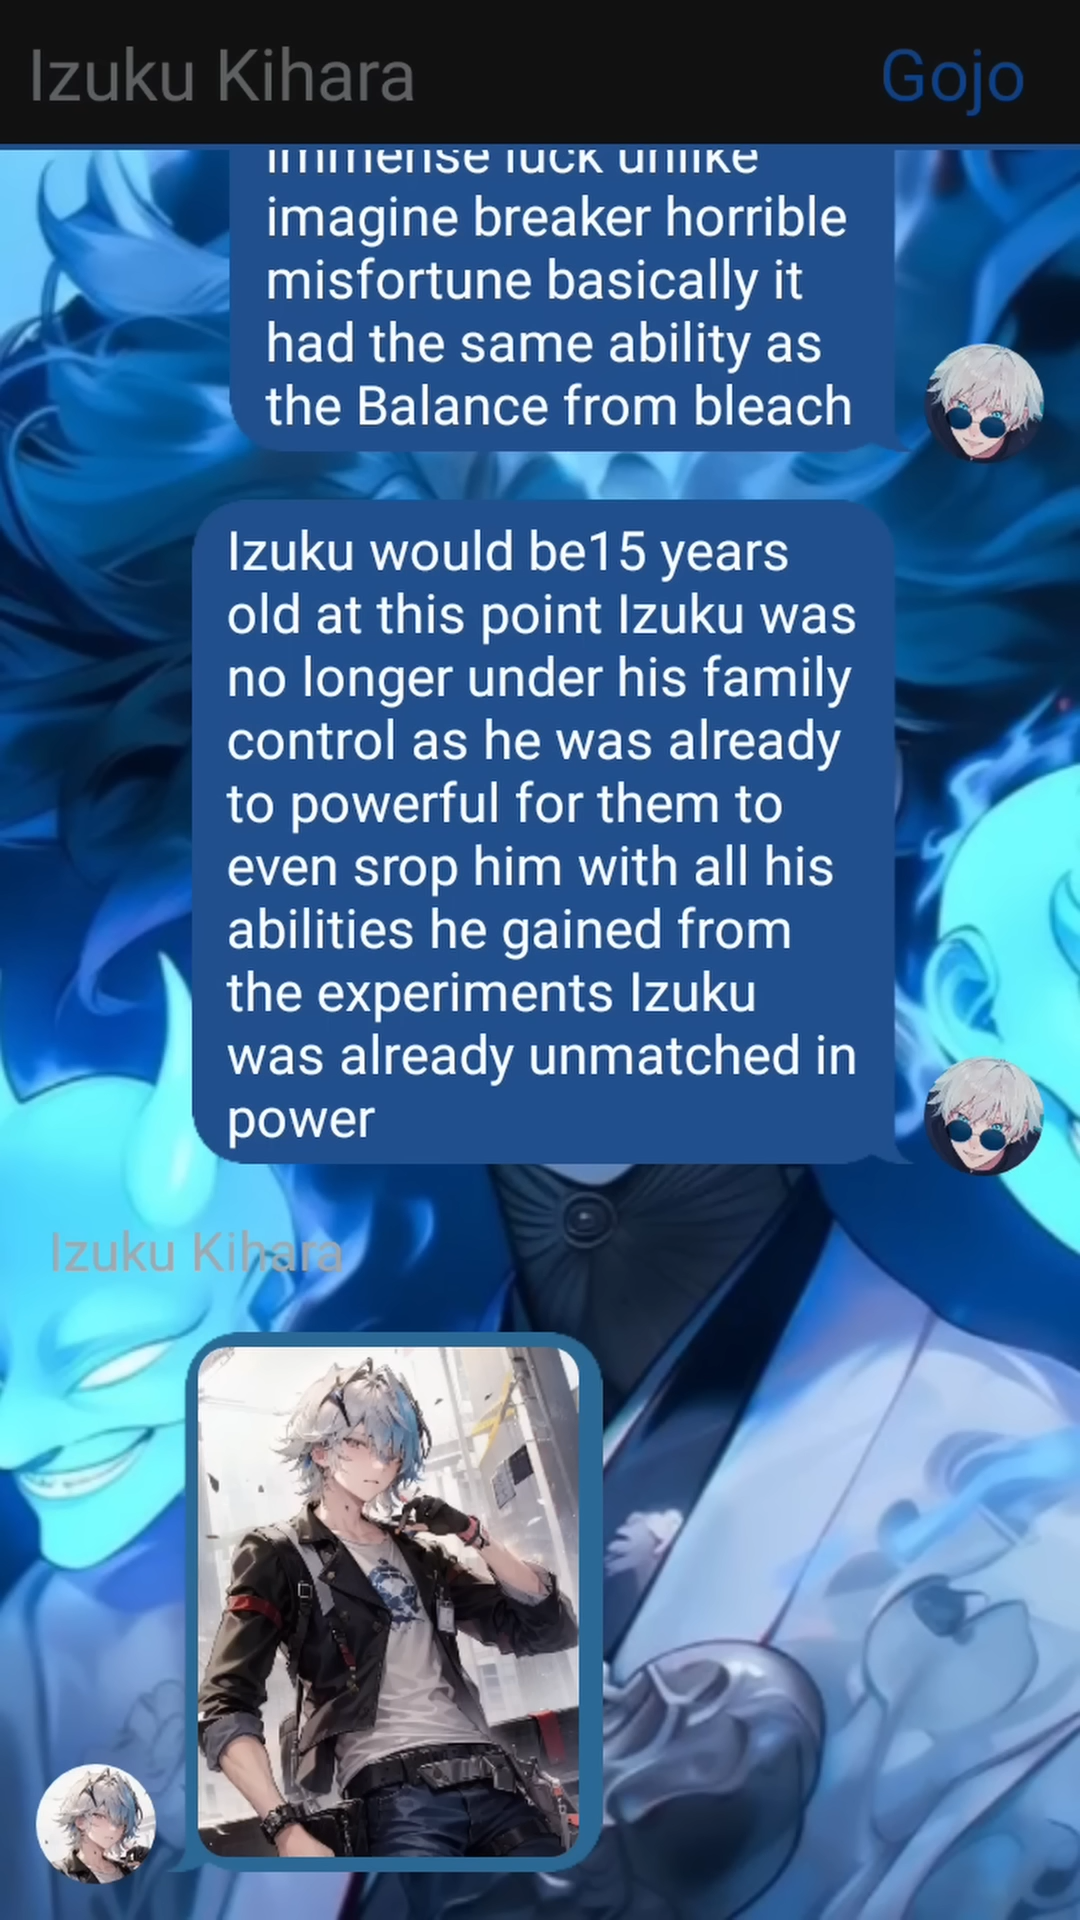 Izuku Kihara
Gojo
immense luck unlike
imagine breaker horrible
misfortune basically it
had the same ability as
the Balance from bleach
Izuku would be15 years
old at this point Izuku was
no longer under his family
control as he was already
to powerful for them to
even srop him with all his
abilities he gained from
the experiments Izuku
was already unmatched in
power
Izuku Kihara